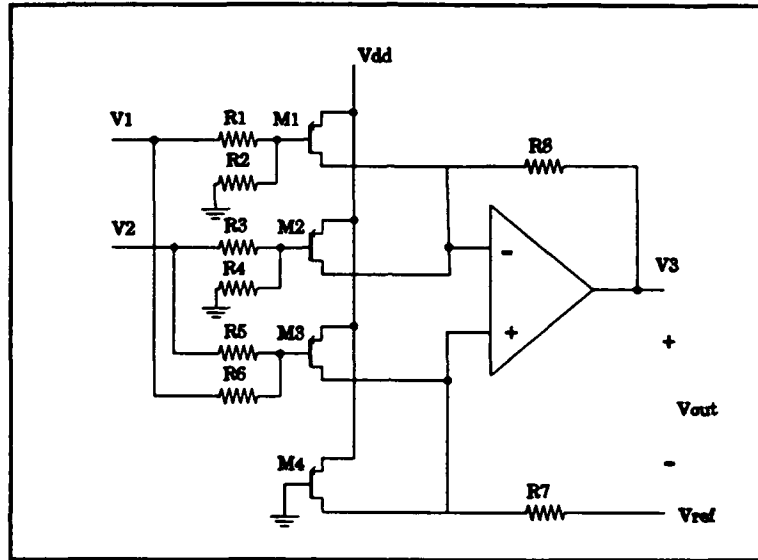 Vdd
V1
R1
M1
R2
R8
V2
R3
M2
R4
-
V3
R5
M3
+
+
R6
Vout
M4
-
R7
Vref